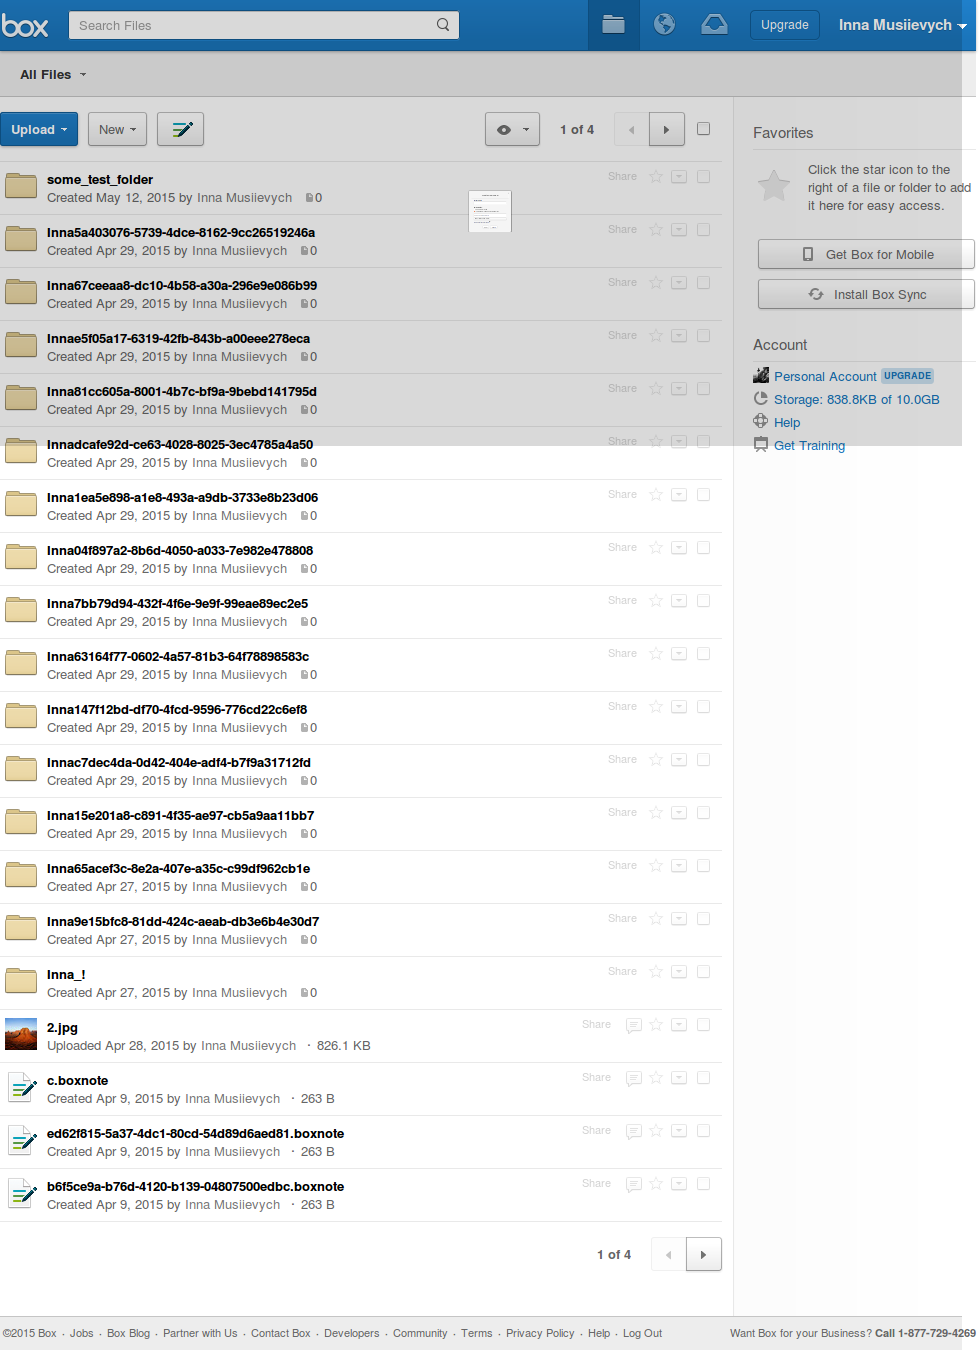 box Search Files Upgrade Inna Musiievych
All Files
Upload New 1 of 4
some_test_folder Share
Created May 12, 2015 by Inna Musiievych 0
Inna5a403076-5739-4dce-8162-9cc26519246a Share
Created Apr 29, 2015 by Inna Musiievych 0
Inna67ceeaa8-dc10-4b58-a30a-296e9e086b99 Share
Created Apr 29, 2015 by Inna Musiievych 0
Innae5f05a17-6319-42fb-843b-a00eee278eca Share
Created Apr 29, 2015 by Inna Musiievych 0
Inna81cc605a-8001-4b7c-bf9a-9bebd141795d Share
Created Apr 29, 2015 by Inna Musiievych 0
Innadcafe92d-ce63-4028-8025-3ec4785a4a50 Share
Created Apr 29, 2015 by Inna Musiievych 0
Inna1ea5e898-a1e8-493a-a9db-3733e8b23d06 Share
Created Apr 29, 2015 by Inna Musiievych 0
Inna04f897a2-8b6d-4050-a033-7e982e478808 Share
Created Apr 29, 2015 by Inna Musiievych 0
Inna7bb79d94-432f-4f6e-9e9f-99eae89ec2e5 Share
Created Apr 29, 2015 by Inna Musiievych 0
Inna63164f77-0602-4a57-81b3-64f78898583c Share
Created Apr 29, 2015 by Inna Musiievych 0
Inna147f12bd-df70-4fcd-9596-776cd22c6ef8 Share
Created Apr 29, 2015 by Inna Musiievych 0
Innac7dec4da-0d42-404e-adf4-b7f9a31712fd Share
Created Apr 29, 2015 by Inna Musiievych 0
Inna15e201a8-c891-4f35-ae97-cb5a9aa11bb7 Share
Created Apr 29, 2015 by Inna Musiievych 0
Inna65acef3c-8e2a-407e-a35c-c99df962cb1e Share
Created Apr 27, 2015 by Inna Musiievych 0
Inna9e15bfc8-81dd-424c-aeab-db3e6b4e30d7 Share
Created Apr 27, 2015 by Inna Musiievych 0
Inna_! Share
Created Apr 27, 2015 by Inna Musiievych 0
2.jpg Share
Uploaded Apr 28, 2015 by Inna Musiievych · 826.1 KB
c.boxnote Share
Created Apr 9, 2015 by Inna Musiievych · 263 B
ed62f815-5a37-4dc1-80cd-54d89d6aed81.boxnote Share
Created Apr 9, 2015 by Inna Musiievych · 263 B
b6f5ce9a-b76d-4120-b139-04807500edbc.boxnote Share
Created Apr 9, 2015 by Inna Musiievych · 263 B
1 of 4
Favorites
Click the star icon to the
right of a file or folder to add
it here for easy access.
Get Box for Mobile
Install Box Sync
Account
Personal Account UPGRADE
Storage: 838.8KB of 10.0GB
Help
Get Training
©2015 Box · Jobs · Box Blog · Partner with Us · Contact Box · Developers · Community · Terms · Privacy Policy · Help · Log Out Want Box for your Business? Call 1-877-729-4269